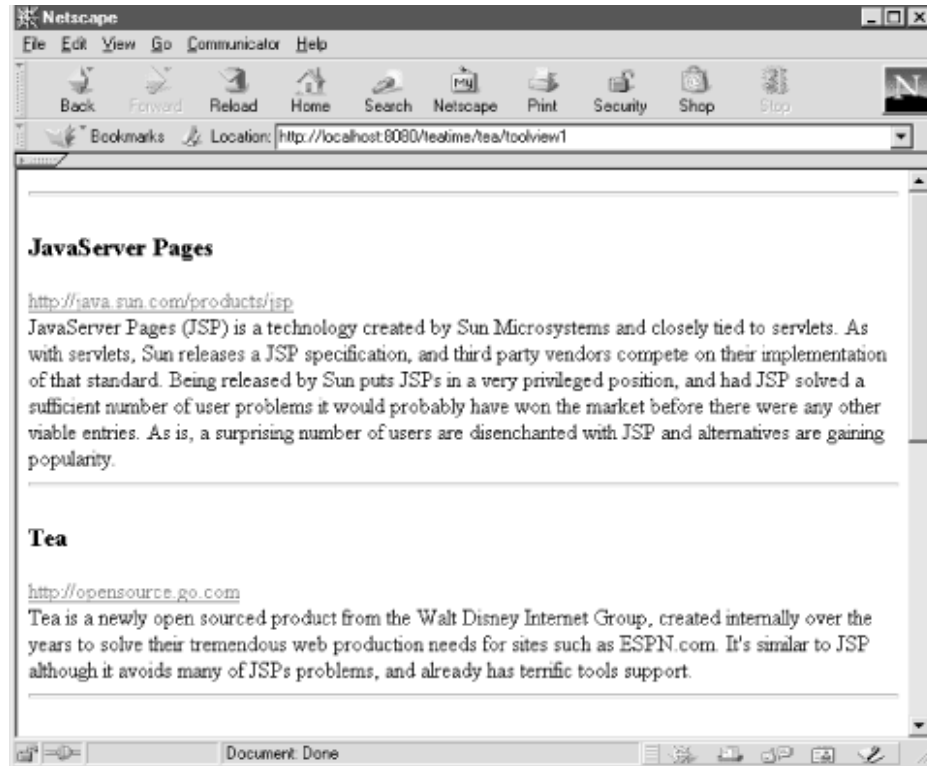 Netscape
File Edit View Go Communicator Help
Back Forward Reload Home Search Netscape Print Security Shop Stop
My
N
Bookmarks Location: http://localhost:8080/teatime/tea/toolview1
JavaServer Pages
http://java.sun.com/products/jsp
JavaServer Pages (JSP) is a technology created by Sun Microsystems and closely tied to servlets. As
with servlets, Sun releases a JSP specification, and third party vendors compete on their implementation
of that standard. Being released by Sun puts JSPs in a very privileged position, and had JSP solved a
sufficient number of user problems it would probably have won the market before there were any other
viable entries. As is, a surprising number of users are disenchanted with JSP and alternatives are gaining
popularity.
Tea
http://opensource.go.com
Tea is a newly open sourced product from the Walt Disney Internet Group, created internally over the
years to solve their tremendous web production needs for sites such as ESPN.com. It's similar to JSP
although it avoids many of JSPs problems, and already has terrific tools support.
Document: Done